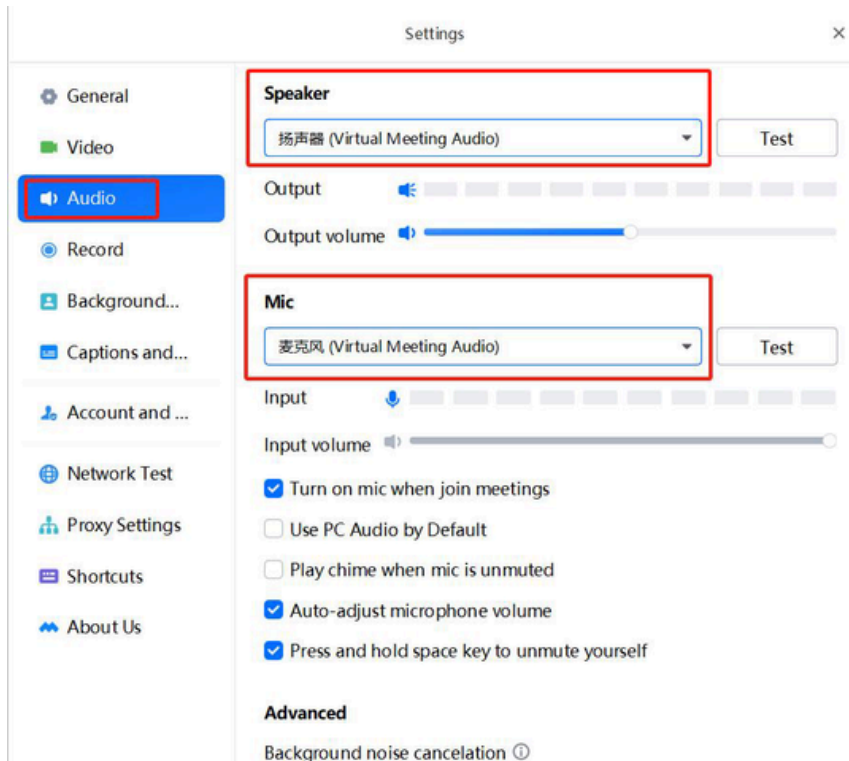 Settings
General
Video
Audio
Record
Background...
Captions and...
Account and ...
Network Test
Proxy Settings
Shortcuts
About Us
Speaker
扬声器 (Virtual Meeting Audio)
Test
Output
Output volume
Mic
麦克风 (Virtual Meeting Audio)
Test
Input
Input volume
Turn on mic when join meetings
Use PC Audio by Default
Play chime when mic is unmuted
Auto-adjust microphone volume
Press and hold space key to unmute yourself
Advanced
Background noise cancelation